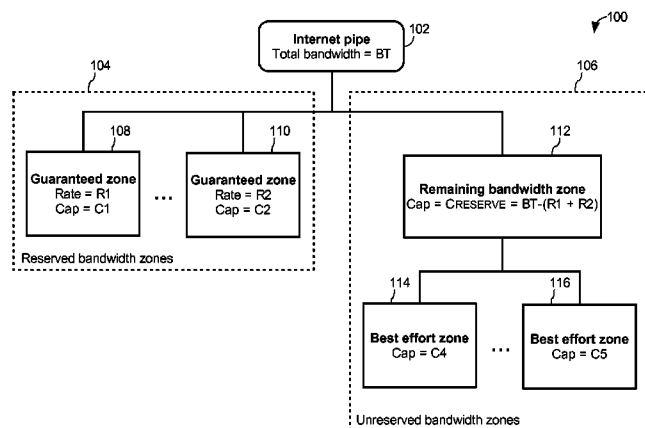 100
102
Internet pipe
Total bandwidth = BT
104
106
108
110
112
Guaranteed zone
Rate = R1
Cap = C1
...
Guaranteed zone
Rate = R2
Cap = C2
Remaining bandwidth zone
Cap = CRESERVE = BT-(R1 + R2)
Reserved bandwidth zones
114
116
Best effort zone
Cap = C4
...
Best effort zone
Cap = C5
Unreserved bandwidth zones